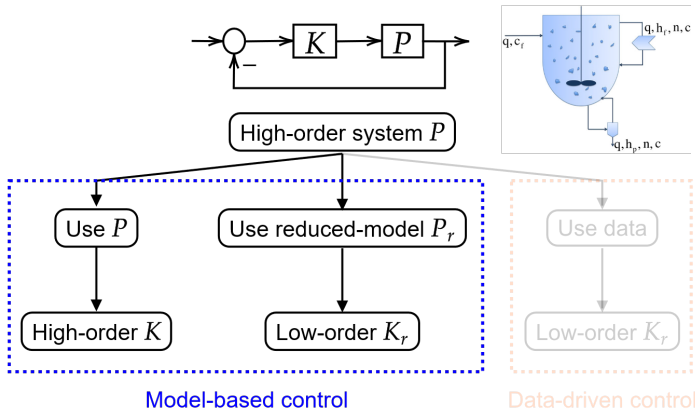 K
P
−
q,c_f
q,h_f,n,c
q,h_p,n,c
High-order system P
Use P
Use reduced-model P_r
Use data
High-order K
Low-order K_r
Low-order K_r
Model-based control
Data-driven control